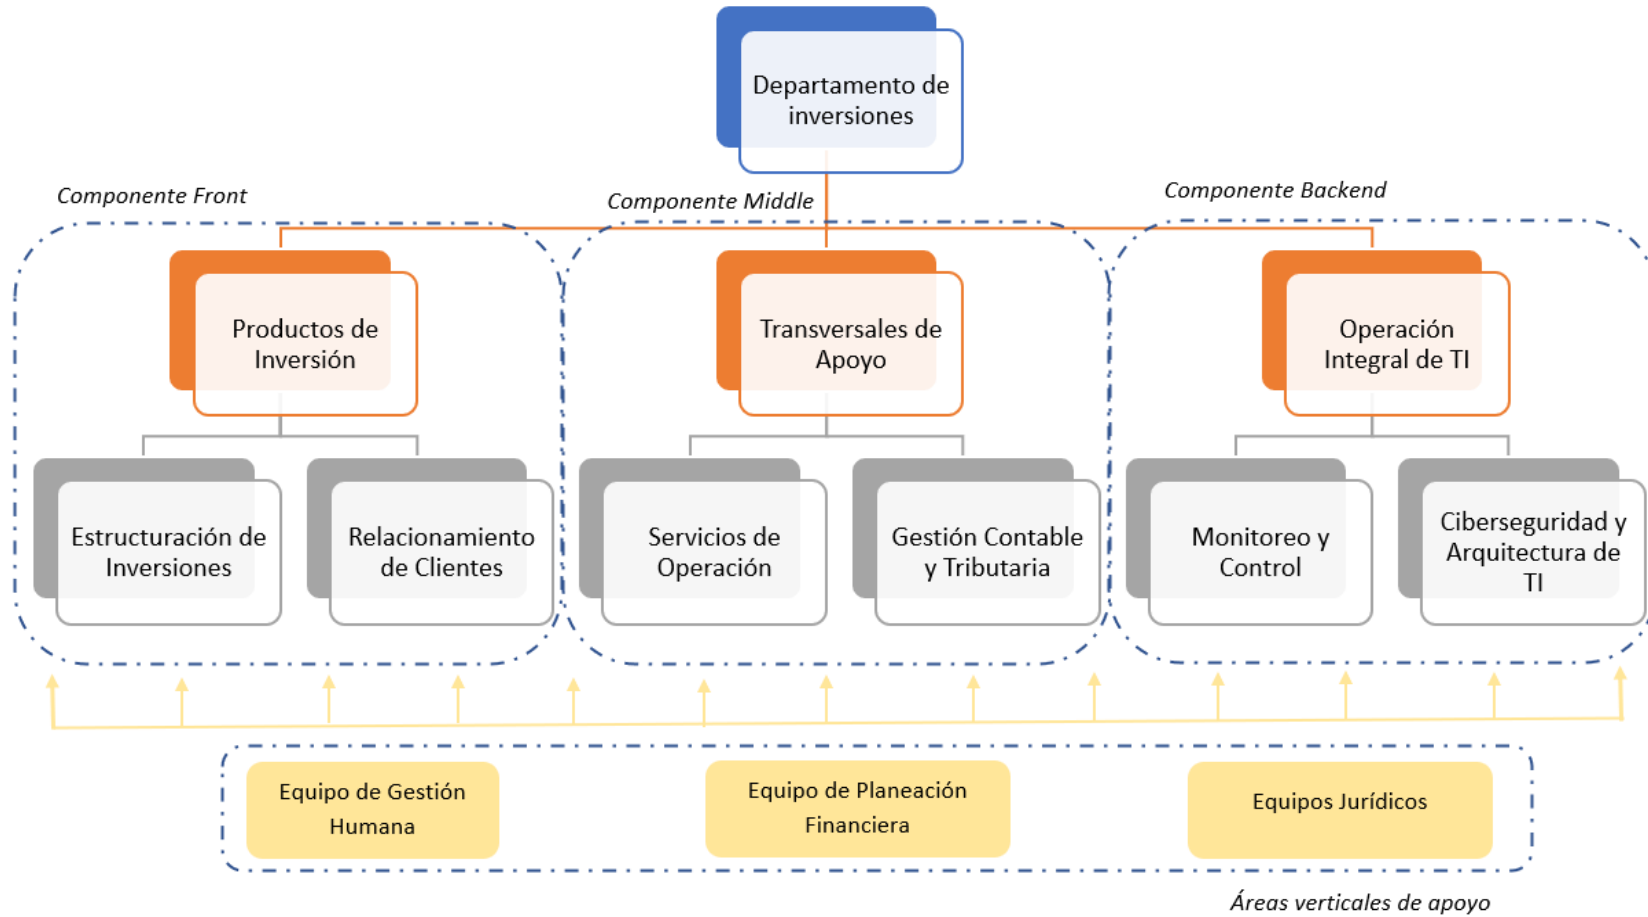 Departamento de
inversiones
Componente Front
Componente Middle
Componente Backend
Productos de
Inversión
Transversales de
Apoyo
Operación
Integral de TI
Estructuración de
Inversiones
Relacionamiento
de Clientes
Servicios de
Operación
Gestión Contable
y Tributaria
Monitoreo y
Control
Ciberseguridad y
Arquitectura de
TI
Equipo de Gestión
Humana
Equipo de Planeación
Financiera
Equipos Jurídicos
Áreas verticales de apoyo